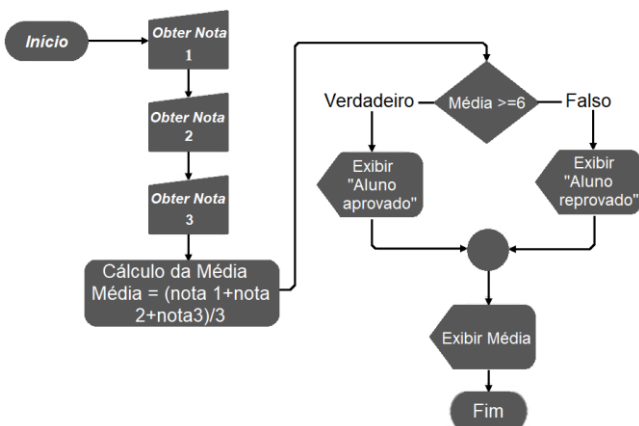 Início
Obter Nota
1
Obter Nota
2
Obter Nota
3
Cálculo da Média
Média = (nota 1+nota
2+nota3)/3
Média >=6
Verdadeiro
Falso
Exibir
"Aluno
aprovado"
Exibir
"Aluno
reprovado"
Exibir Média
Fim